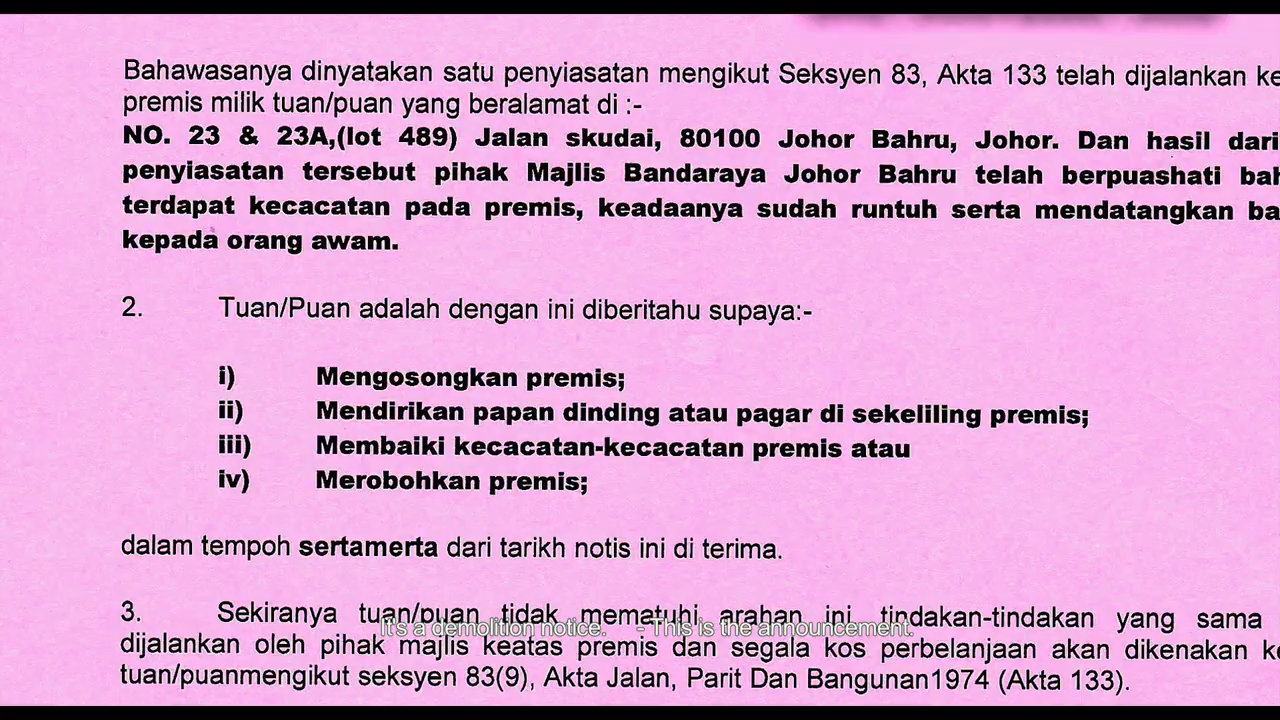 Bahawasanya dinyatakan satu penyiasatan mengikut Seksyen 83, Akta 133 telah dijalankan ke
premis milik tuan/puan yang beralamat di :-
NO. 23 & 23A,(lot 489) Jalan skudai, 80100 Johor Bahru, Johor. Dan hasil dari
penyiasatan tersebut pihak Majlis Bandaraya Johor Bahru telah berpuashati bah
terdapat kecacatan pada premis, keadaanya sudah runtuh serta mendatangkan ba
kepada orang awam.
2. Tuan/Puan adalah dengan ini diberitahu supaya:-
i) Mengosongkan premis;
ii) Mendirikan papan dinding atau pagar di sekeliling premis;
iii) Membaiki kecacatan-kecacatan premis atau
iv) Merobohkan premis;
dalam tempoh sertamerta dari tarikh notis ini di terima.
3. Sekiranya tuan/puan tidak mematuhi arahan ini, tindakan-tindakan yang sama
It's a demolition notice. - This is the announcement.
dijalankan oleh pihak majlis keatas premis dan segala kos perbelanjaan akan dikenakan ke
tuan/puanmengikut seksyen 83(9), Akta Jalan, Parit Dan Bangunan1974 (Akta 133).